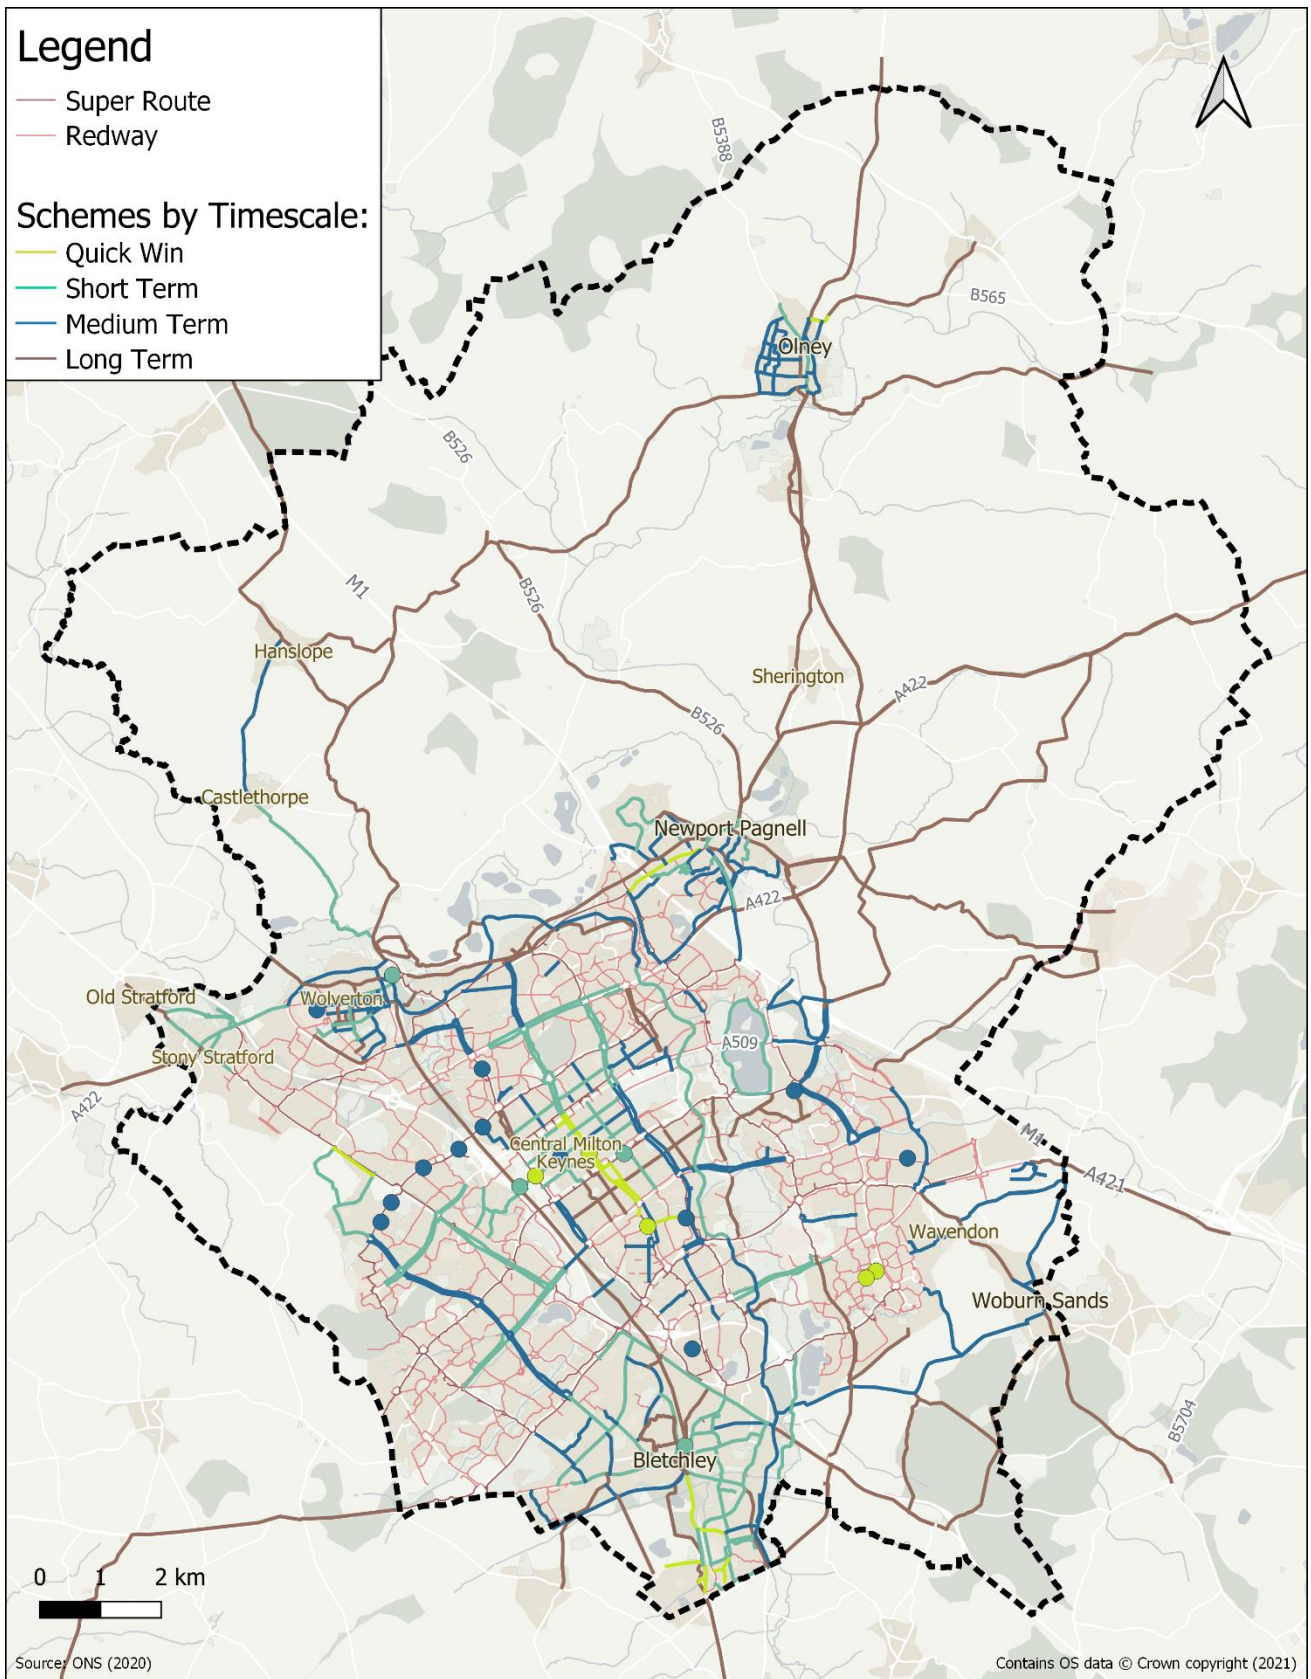 Legend
Super Route
Redway
Schemes by Timescale:
Quick Win
Short Term
Medium Term
Long Term
B5388
B565
Olney
B526
M1
B526
Hanslope
Sherington
A422
B526
Castlethorpe
Newport Pagnell
A422
Old Stratford
Wolverton
Stony Stratford
A509
A422
Central Milton
Keynes
M1
A421
Wavendon
Woburn Sands
B5704
Bletchley
0 1 2 km
Source: ONS (2020)
Contains OS data © Crown copyright (2021)